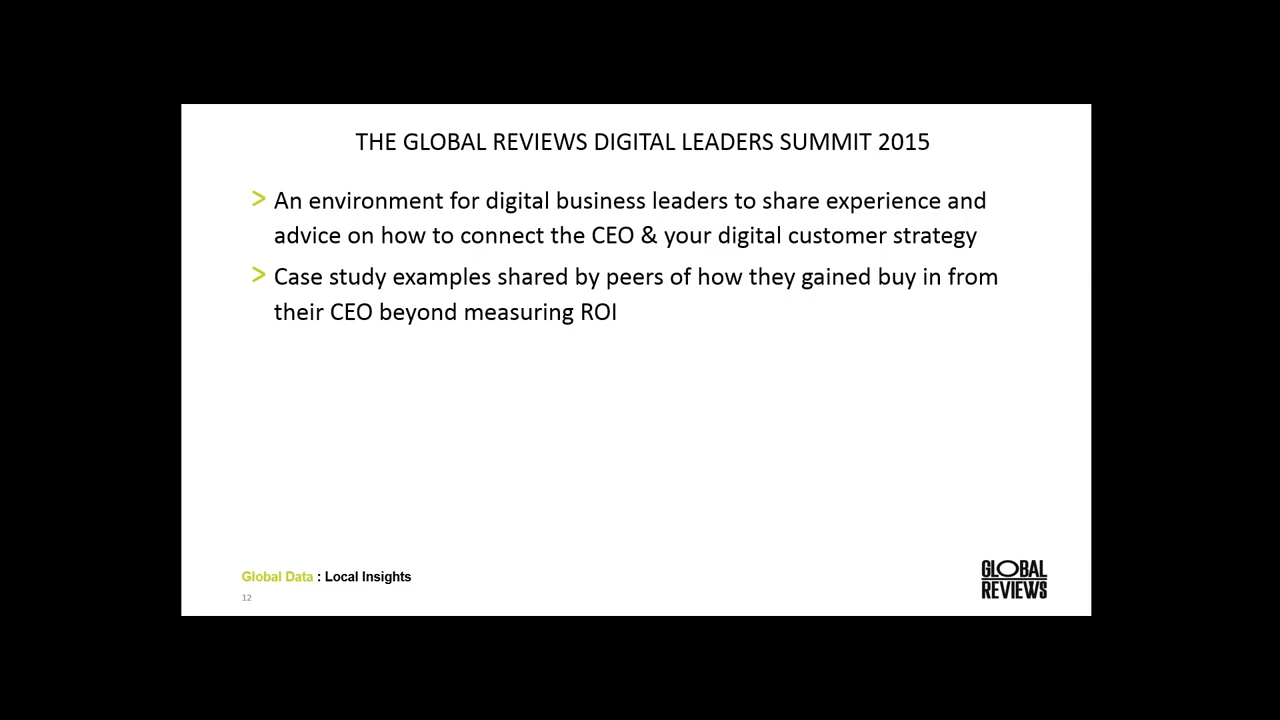 THE GLOBAL REVIEWS DIGITAL LEADERS SUMMIT 2015
> An environment for digital business leaders to share experience and
advice on how to connect the CEO & your digital customer strategy
> Case study examples shared by peers of how they gained buy in from
their CEO beyond measuring ROI
Global Data : Local Insights
12
GLOBAL
REVIEWS